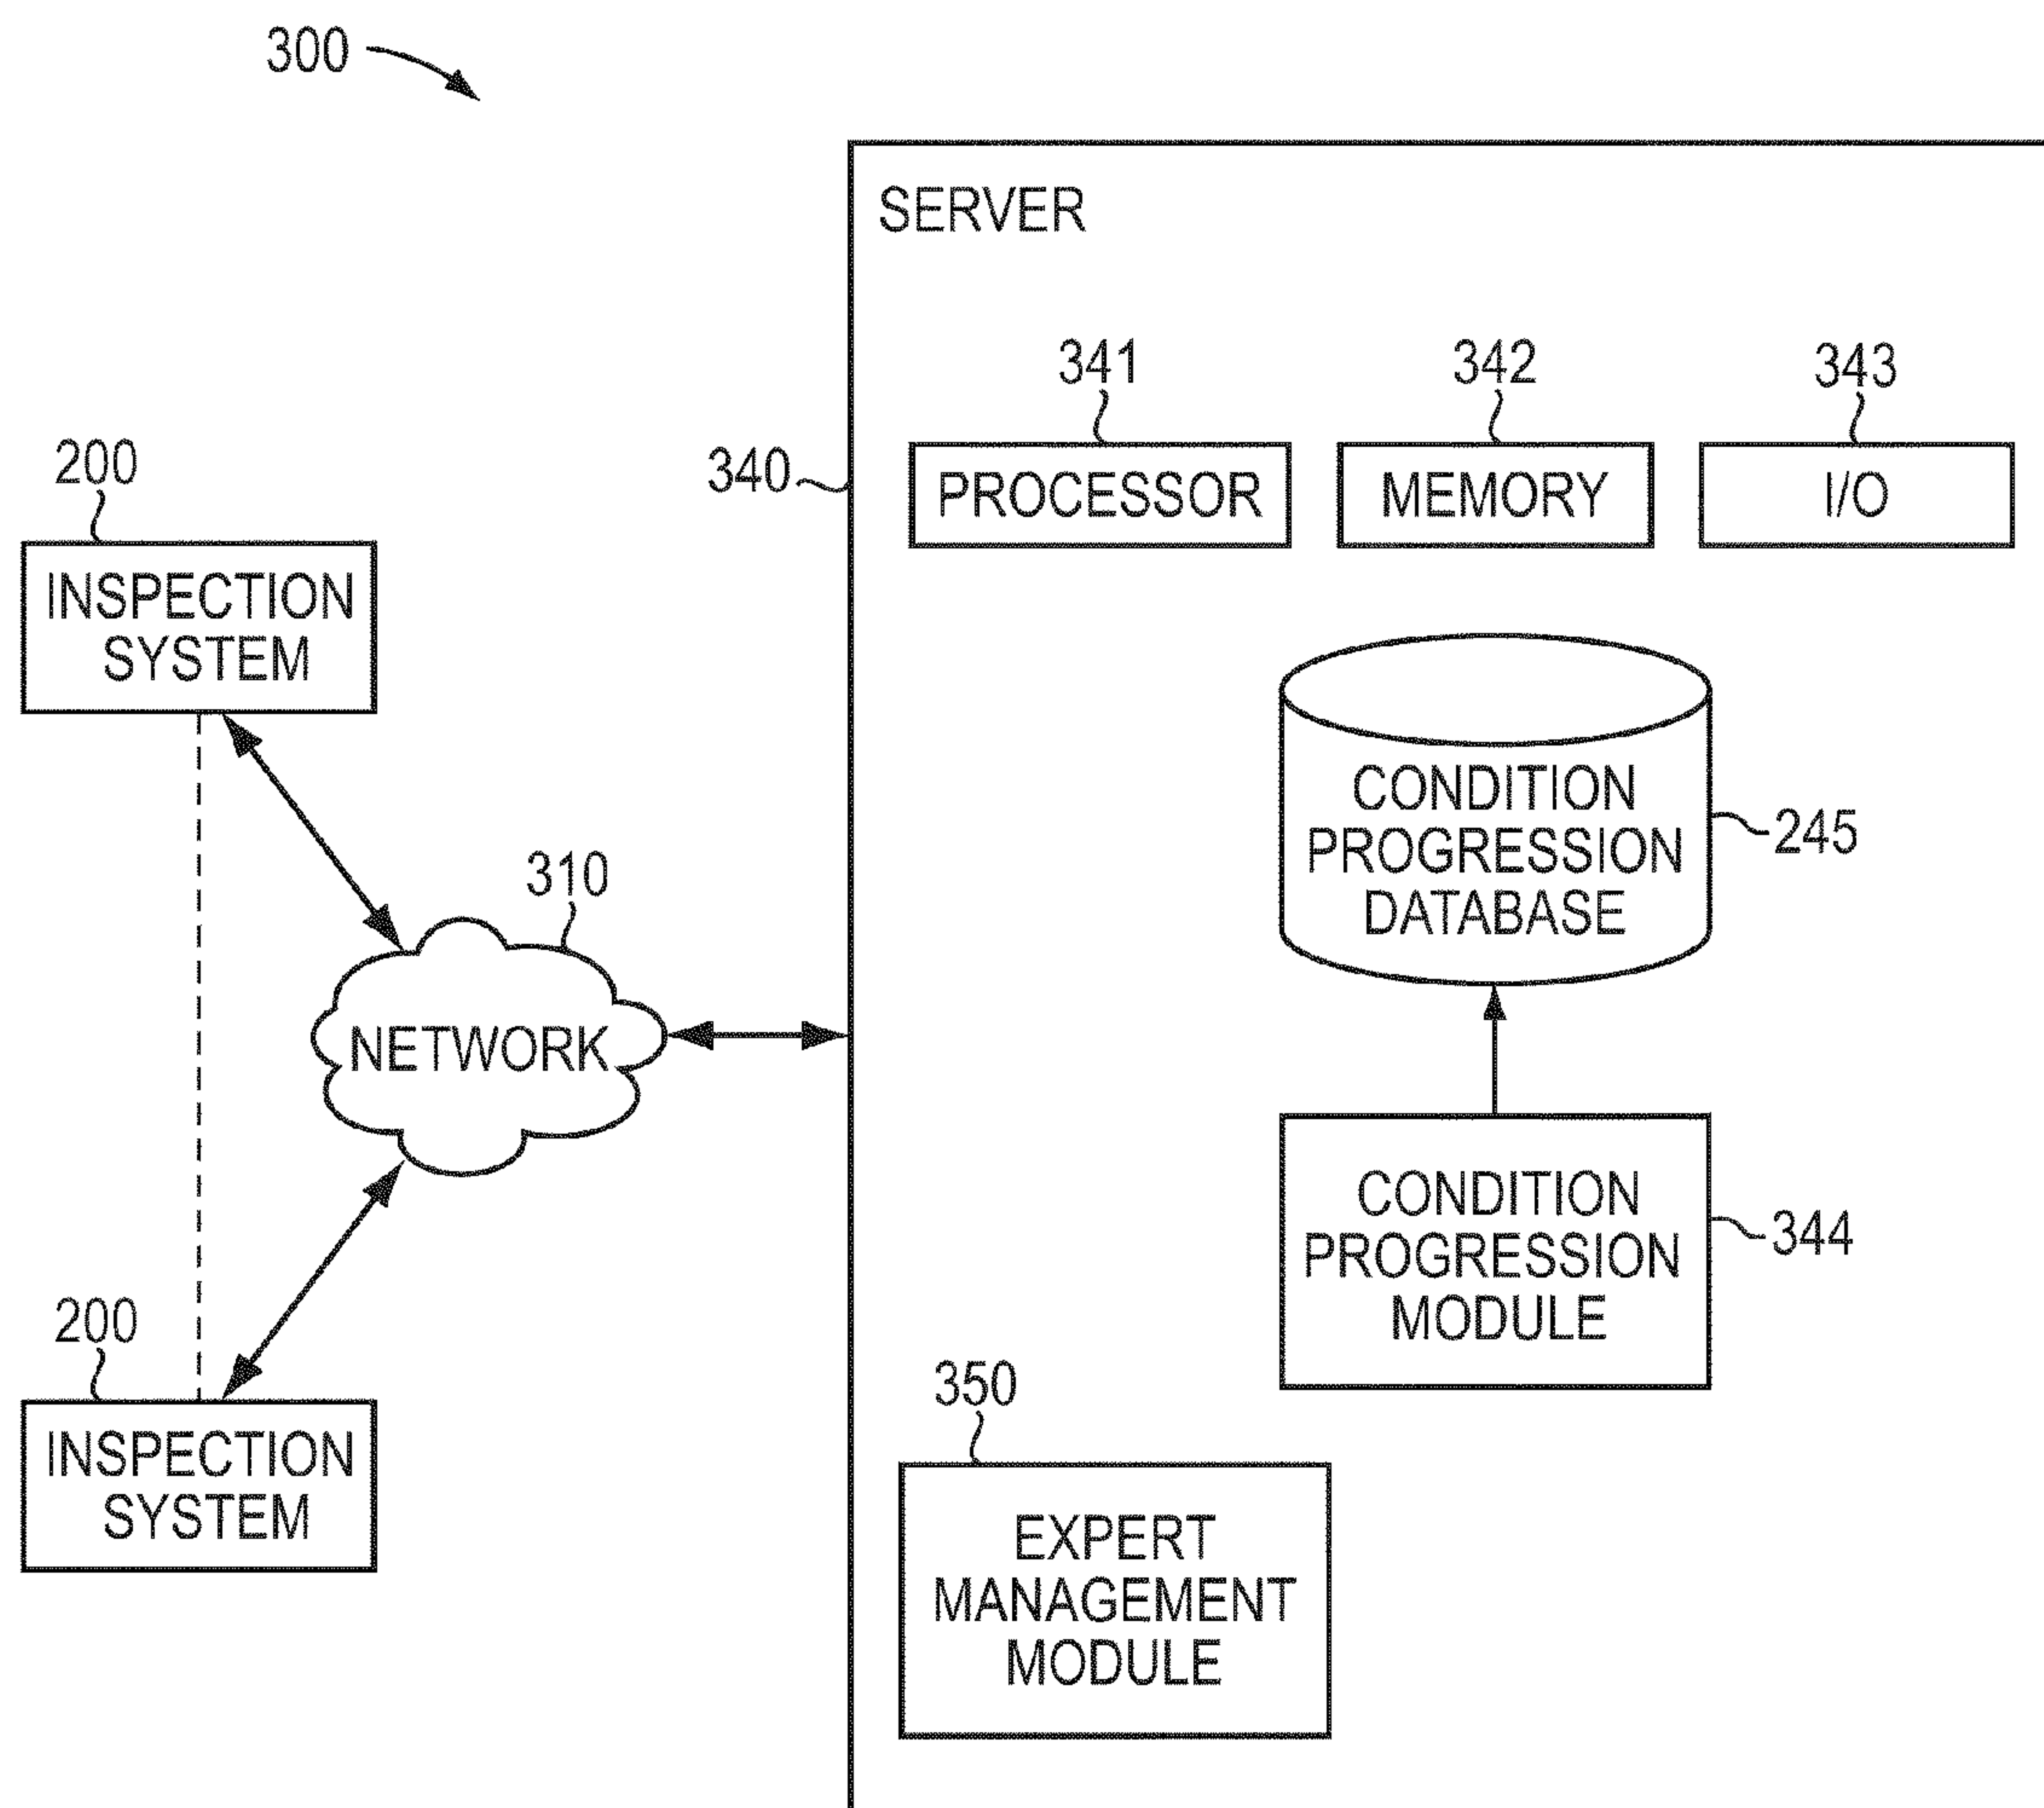 300
SERVER
341
342
343
340
PROCESSOR
MEMORY
I/O
200
INSPECTION
SYSTEM
CONDITION
PROGRESSION
DATABASE
245
310
NETWORK
CONDITION
PROGRESSION
MODULE
344
200
INSPECTION
SYSTEM
350
EXPERT
MANAGEMENT
MODULE